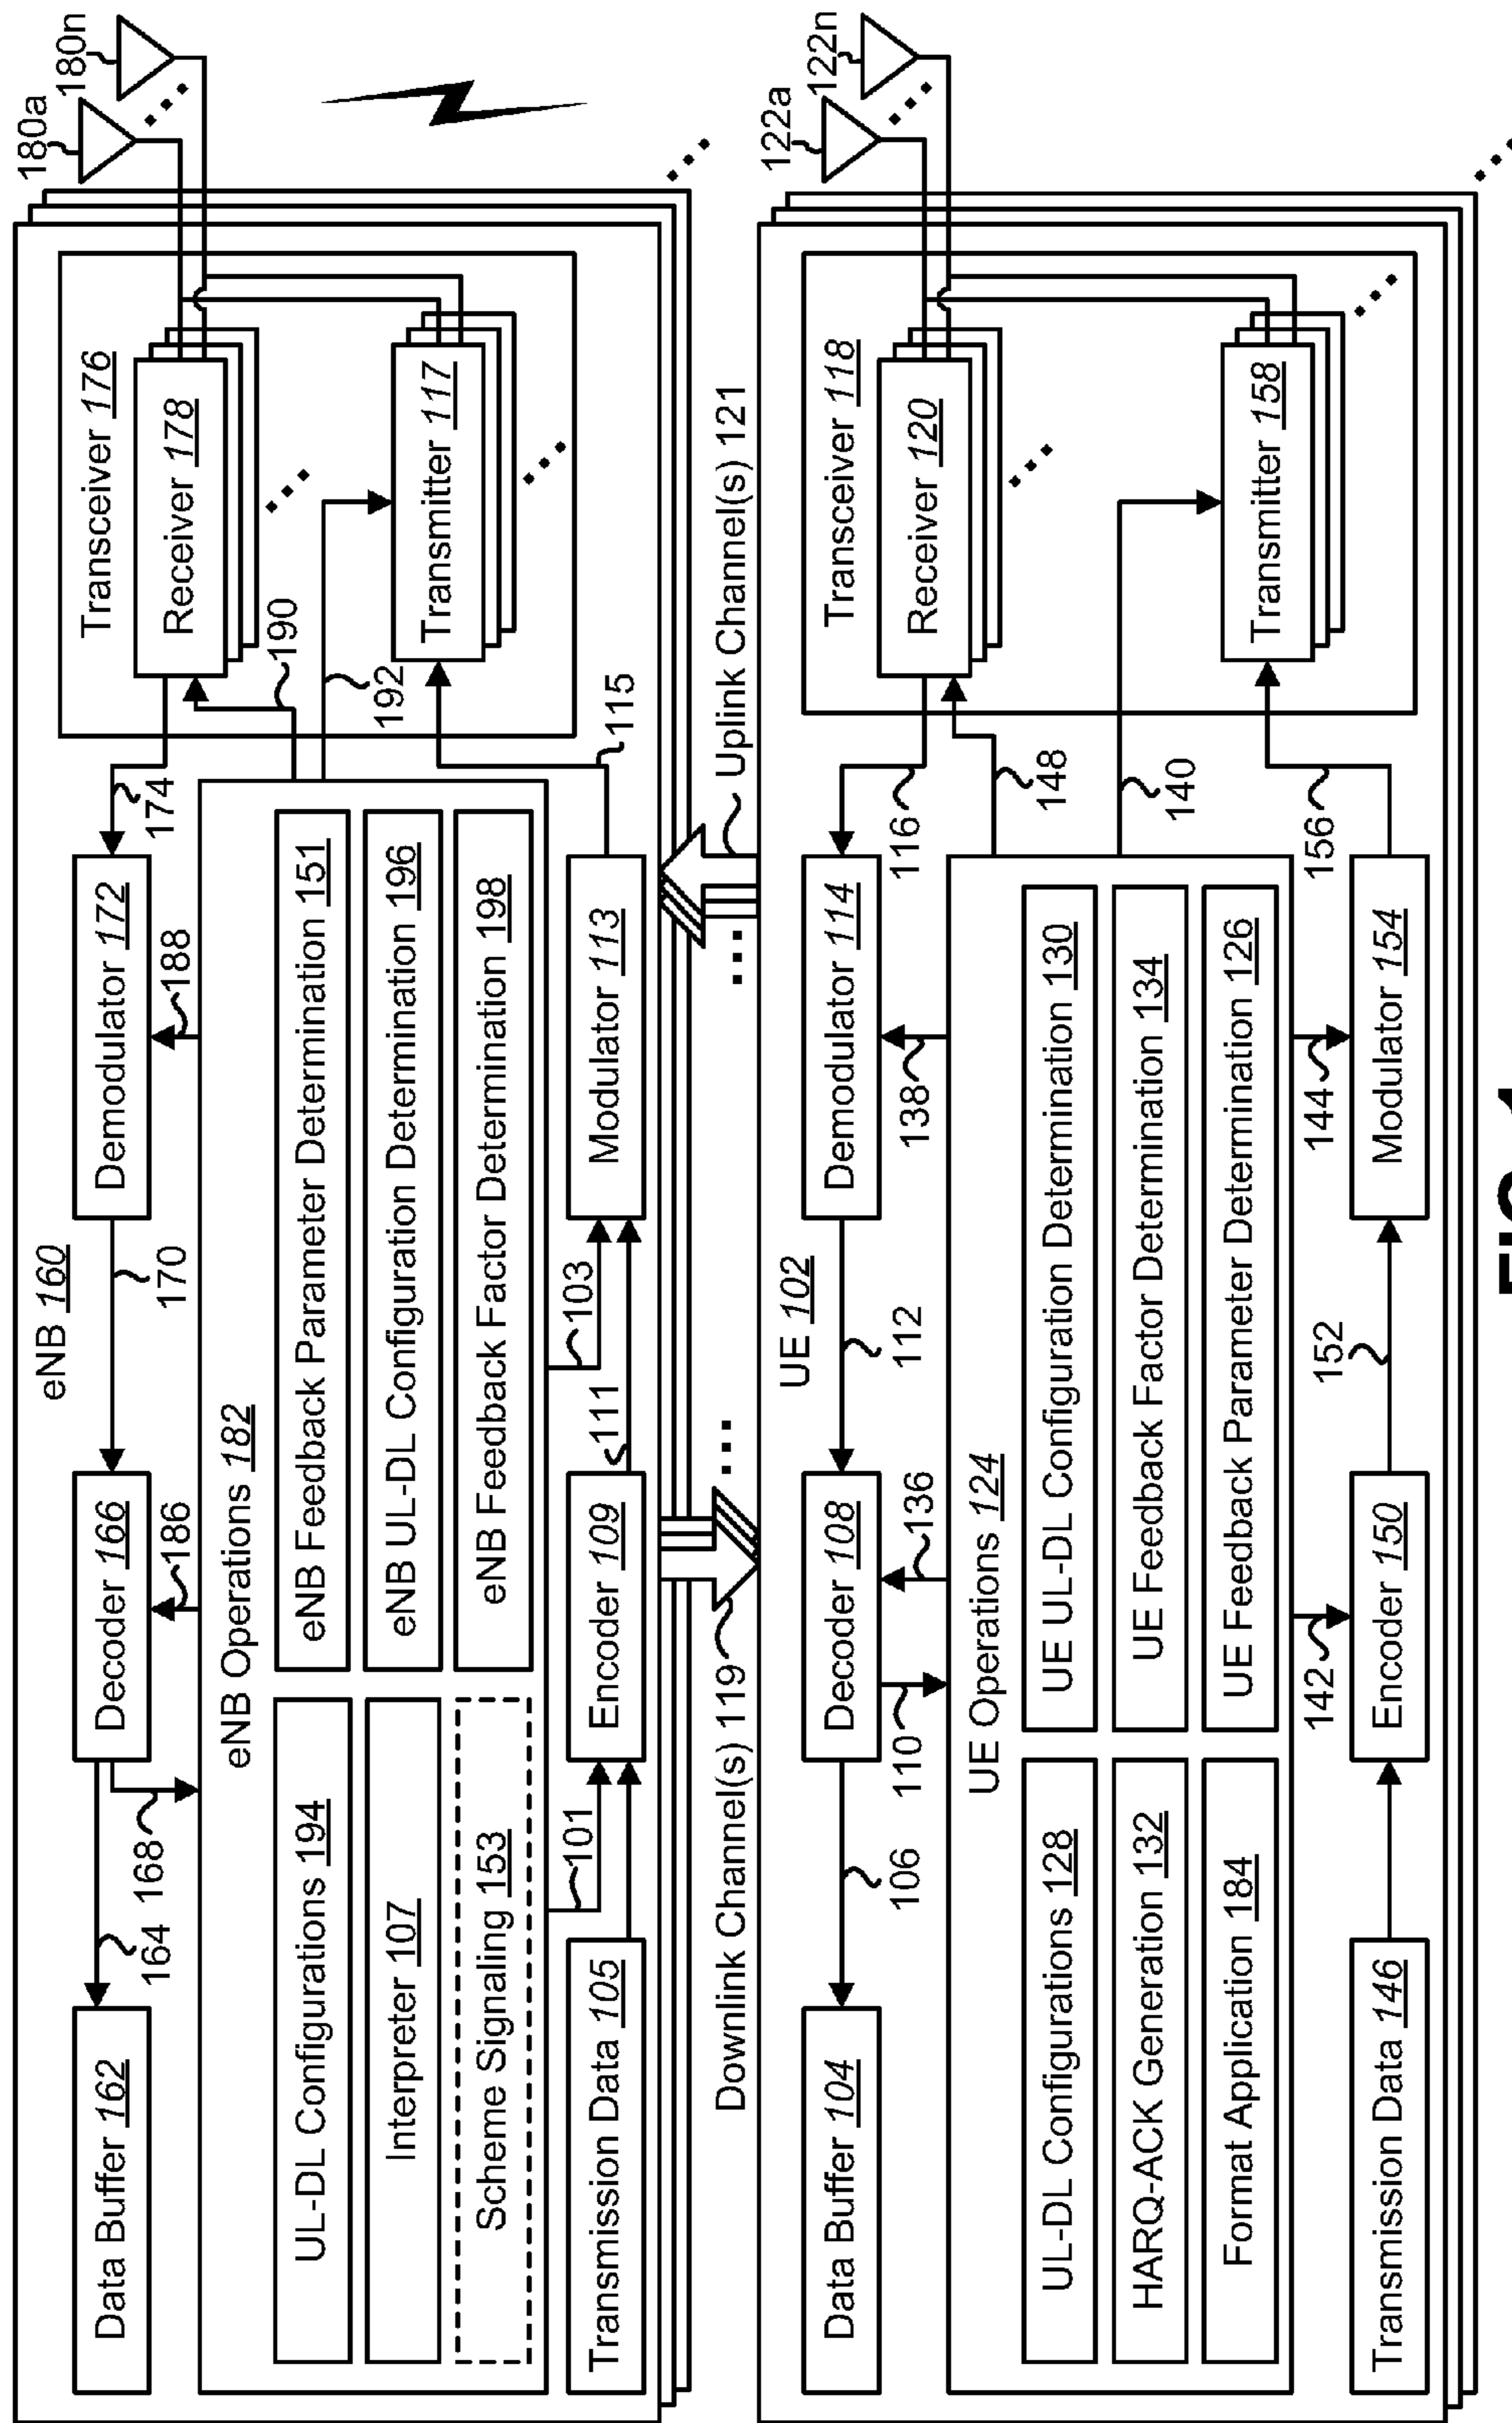 180a
180n
eNB 160
Transceiver 176
Data Buffer 162
164
168
Decoder 166
186
170
Demodulator 172
188
174
Receiver 178
190
eNB Operations 182
UL-DL Configurations 194
eNB Feedback Parameter Determination 151
Interpreter 107
eNB UL-DL Configuration Determination 196
Scheme Signaling 153
eNB Feedback Factor Determination 198
192
Transmitter 117
101
103
Transmission Data 105
Encoder 109
111
Modulator 113
115
Downlink Channel(s) 119
Uplink Channel(s) 121
122a
122n
UE 102
Transceiver 118
Data Buffer 104
106
Decoder 108
110
136
112
Demodulator 114
138
116
Receiver 120
148
UE Operations 124
UL-DL Configurations 128
UE UL-DL Configuration Determination 130
HARQ-ACK Generation 132
UE Feedback Factor Determination 134
Format Application 184
UE Feedback Parameter Determination 126
140
Transmitter 158
142
144
Transmission Data 146
Encoder 150
152
Modulator 154
156